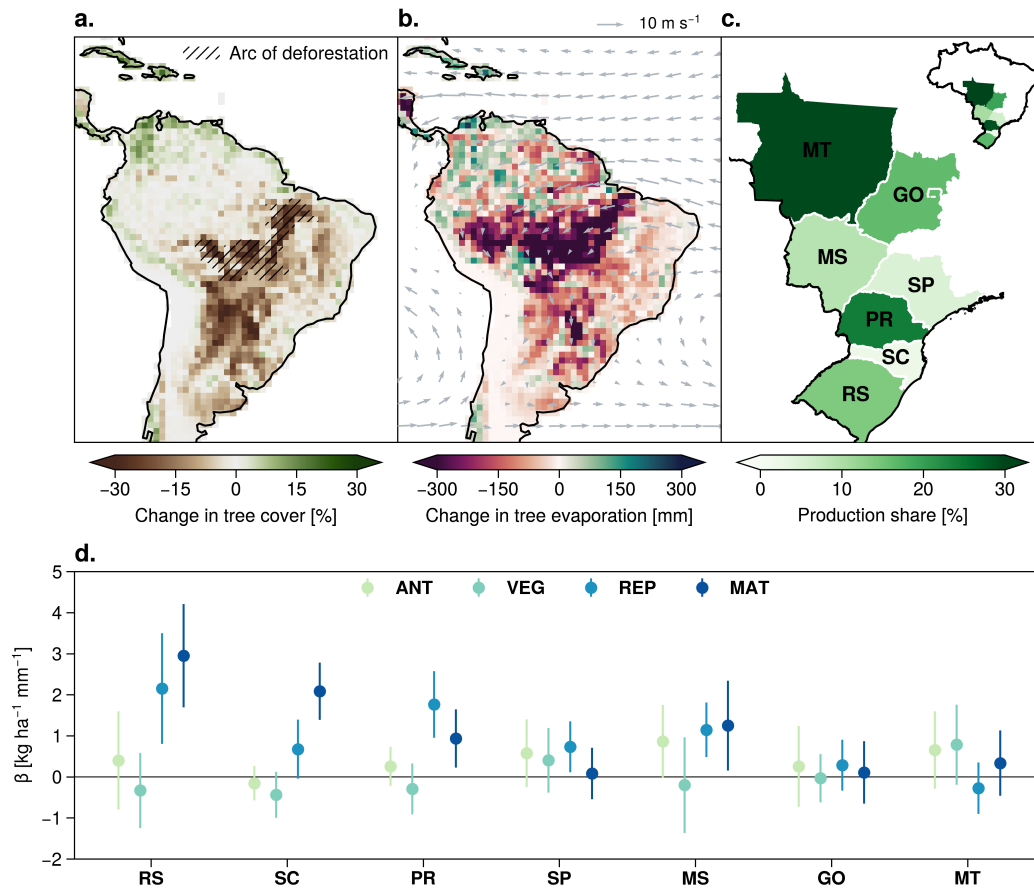 a.
b.
c.
10 m s⁻¹
Arc of deforestation
MT
GO
MS
SP
PR
SC
RS
−30 −15 0 15 30
Change in tree cover [%]
−300 −150 0 150 300
Change in tree evaporation [mm]
0 10 20 30
Production share [%]
d.
ANT VEG REP MAT
β [kg ha⁻¹ mm⁻¹]
5
4
3
2
1
0
−1
−2
RS SC PR SP MS GO MT